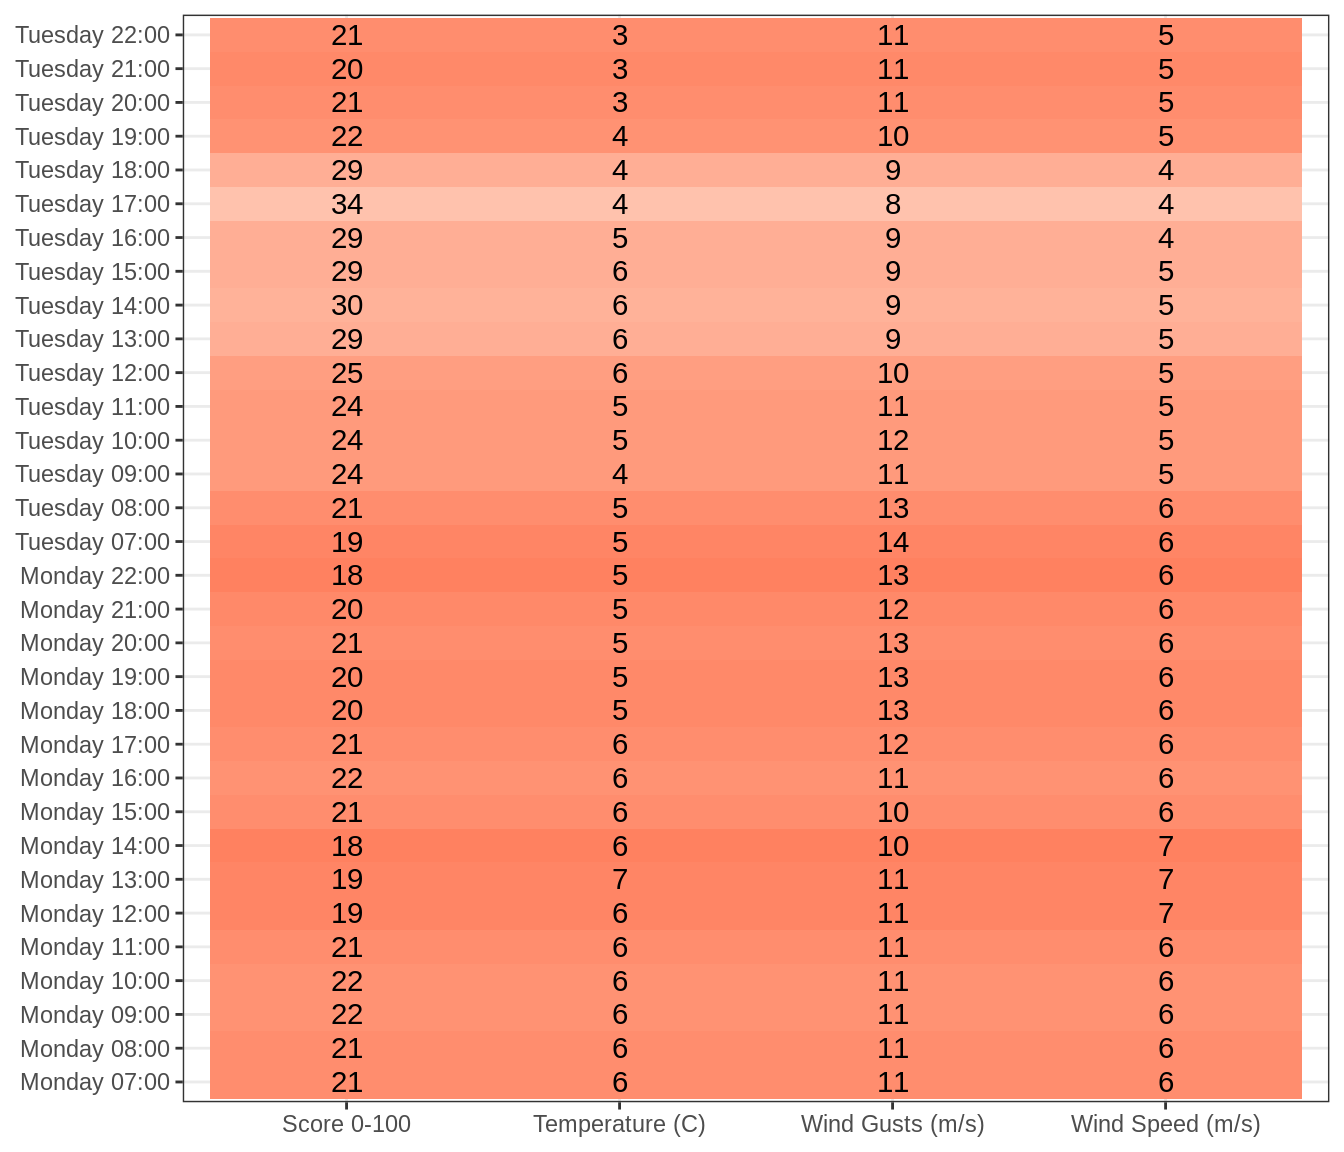 Tuesday 22:00 21 3 11 5
Tuesday 21:00 20 3 11 5
Tuesday 20:00 21 3 11 5
Tuesday 19:00 22 4 10 5
Tuesday 18:00 29 4 9 4
Tuesday 17:00 34 4 8 4
Tuesday 16:00 29 5 9 4
Tuesday 15:00 29 6 9 5
Tuesday 14:00 30 6 9 5
Tuesday 13:00 29 6 9 5
Tuesday 12:00 25 6 10 5
Tuesday 11:00 24 5 11 5
Tuesday 10:00 24 5 12 5
Tuesday 09:00 24 4 11 5
Tuesday 08:00 21 5 13 6
Tuesday 07:00 19 5 14 6
Monday 22:00 18 5 13 6
Monday 21:00 20 5 12 6
Monday 20:00 21 5 13 6
Monday 19:00 20 5 13 6
Monday 18:00 20 5 13 6
Monday 17:00 21 6 12 6
Monday 16:00 22 6 11 6
Monday 15:00 21 6 10 6
Monday 14:00 18 6 10 7
Monday 13:00 19 7 11 7
Monday 12:00 19 6 11 7
Monday 11:00 21 6 11 6
Monday 10:00 22 6 11 6
Monday 09:00 22 6 11 6
Monday 08:00 21 6 11 6
Monday 07:00 21 6 11 6
Score 0-100 Temperature (C) Wind Gusts (m/s) Wind Speed (m/s)